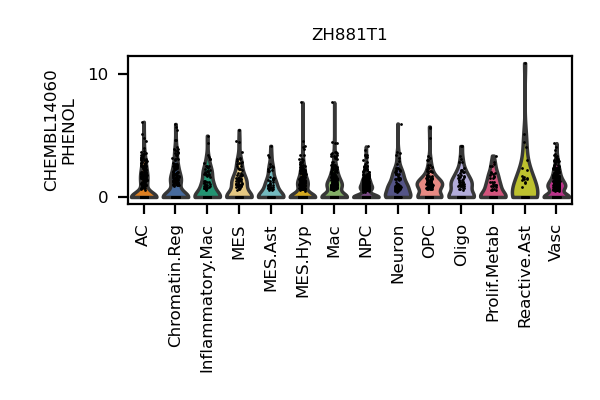 ZH881T1
CHEMBL14060
PHENOL
10
0
AC
Chromatin.Reg
Inflammatory.Mac
MES
MES.Ast
MES.Hyp
Mac
NPC
Neuron
OPC
Oligo
Prolif.Metab
Reactive.Ast
Vasc